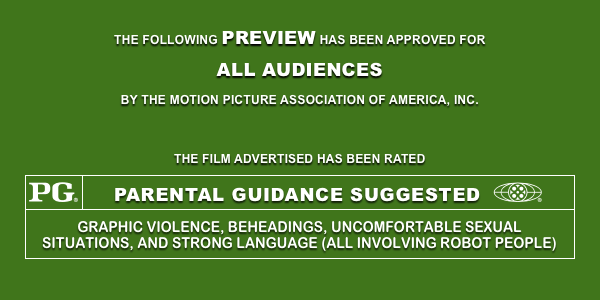 THE FOLLOWING PREVIEW HAS BEEN APPROVED FOR
ALL AUDIENCES
BY THE MOTION PICTURE ASSOCIATION OF AMERICA, INC.
THE FILM ADVERTISED HAS BEEN RATED
PG® PARENTAL GUIDANCE SUGGESTED ®
GRAPHIC VIOLENCE, BEHEADINGS, UNCOMFORTABLE SEXUAL
SITUATIONS, AND STRONG LANGUAGE (ALL INVOLVING ROBOT PEOPLE)